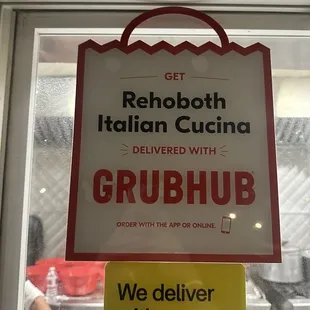 GET
Rehoboth
Italian Cucina
DELIVERED WITH
GRUBHUB
ORDER WITH THE APP OR ONLINE.
We deliver